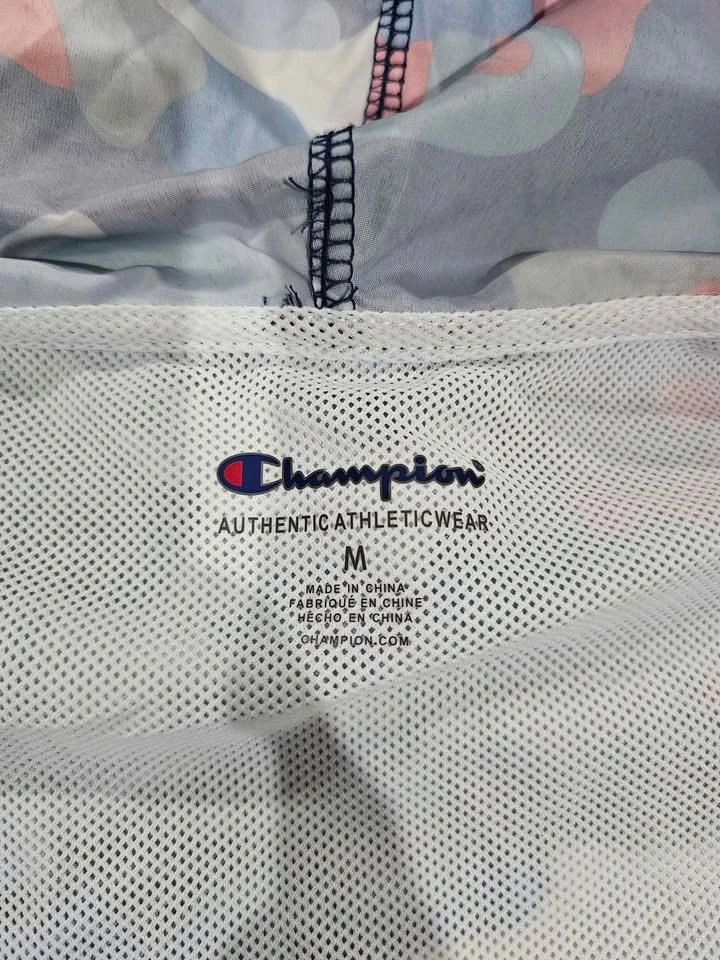 Champion
AUTHENTIC ATHLETICWEAR
M
MADE IN CHINA
FABRIQUÉ EN CHINE
HECHO EN CHINA
CHAMPION.COM